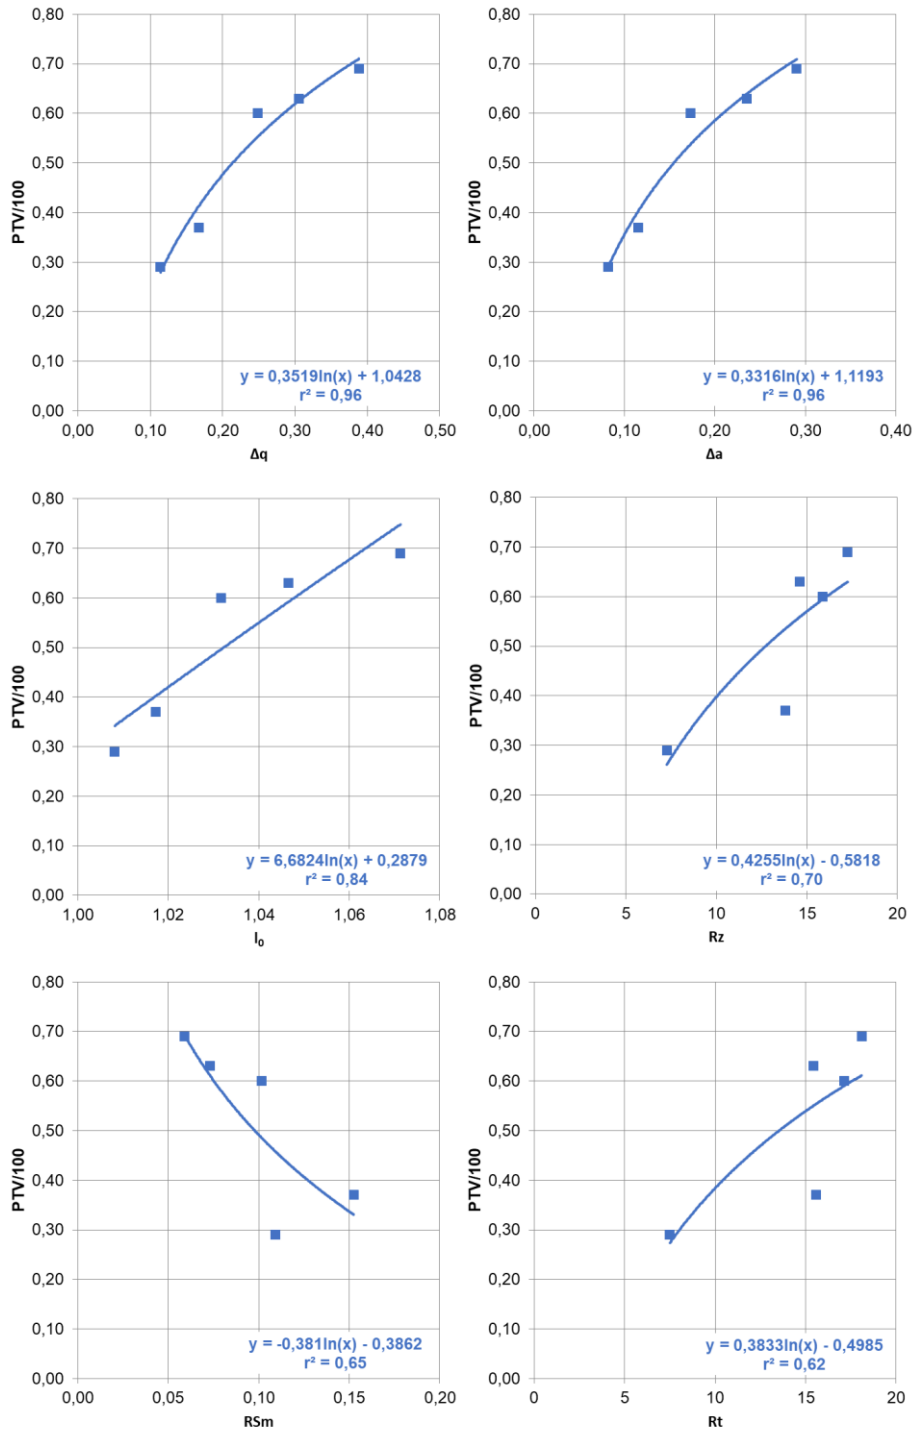 0,80
0,70
0,60
0,50
0,40
0,30
0,20
0,10
0,00
PTV/100
0,00 0,10 0,20 0,30 0,40 0,50
Δq
y = 0,3519ln(x) + 1,0428
r² = 0,96
0,80
0,70
0,60
0,50
0,40
0,30
0,20
0,10
0,00
PTV/100
0,00 0,10 0,20 0,30 0,40
Δa
y = 0,3316ln(x) + 1,1193
r² = 0,96
0,80
0,70
0,60
0,50
0,40
0,30
0,20
0,10
0,00
PTV/100
1,00 1,02 1,04 1,06 1,08
l₀
y = 6,6824ln(x) + 0,2879
r² = 0,84
0,80
0,70
0,60
0,50
0,40
0,30
0,20
0,10
0,00
PTV/100
0 5 10 15 20
Rz
y = 0,4255ln(x) - 0,5818
r² = 0,70
0,80
0,70
0,60
0,50
0,40
0,30
0,20
0,10
0,00
PTV/100
0,00 0,05 0,10 0,15 0,20
RSm
y = -0,381ln(x) - 0,3862
r² = 0,65
0,80
0,70
0,60
0,50
0,40
0,30
0,20
0,10
0,00
PTV/100
0 5 10 15 20
Rt
y = 0,3833ln(x) - 0,4985
r² = 0,62